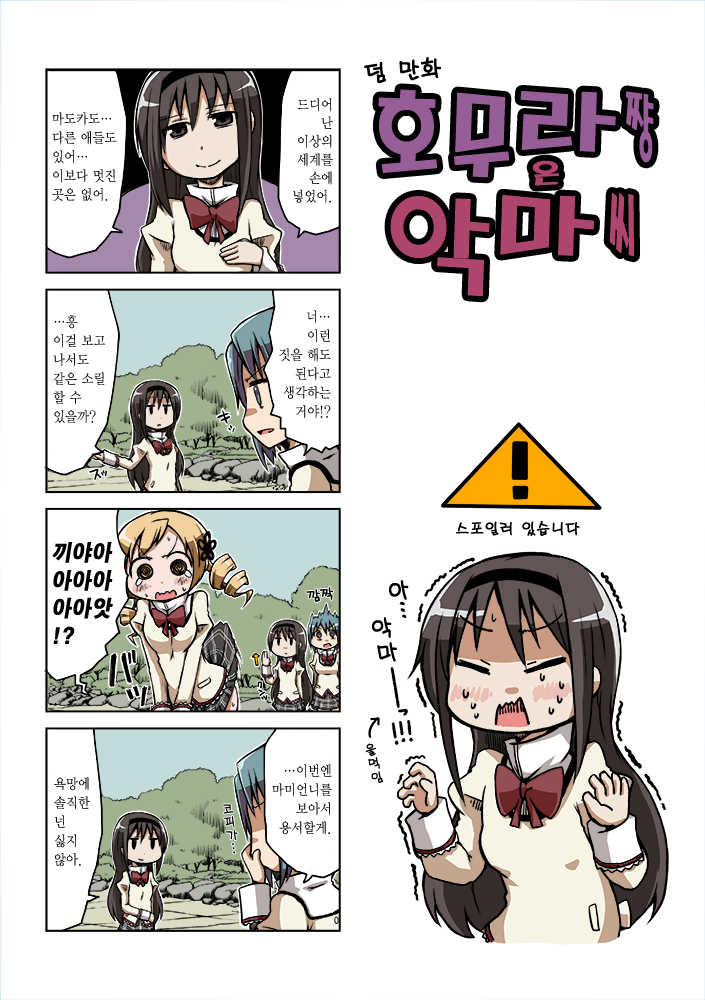 덤 만화
호무라쨩
은
악마씨
드디어
난
이상의
세계를
손에
넣었어.
마도카도…
다른 애들도
있어…
이보다 멋진
곳은 없어.
너…
이런
짓을 해도
된다고
생각하는
거야!?
…흥
이걸 보고
나서도
같은 소릴
할 수
있을까?
끼야아
아아아
아아앗
!?
깜짝
…이번엔
마미언니를
보아서
용서할게.
코피가…
욕망에
솔직한
넌
싫지
않아.
!
스포일러 있습니다
아…
악마ㅡ!!!
울먹임